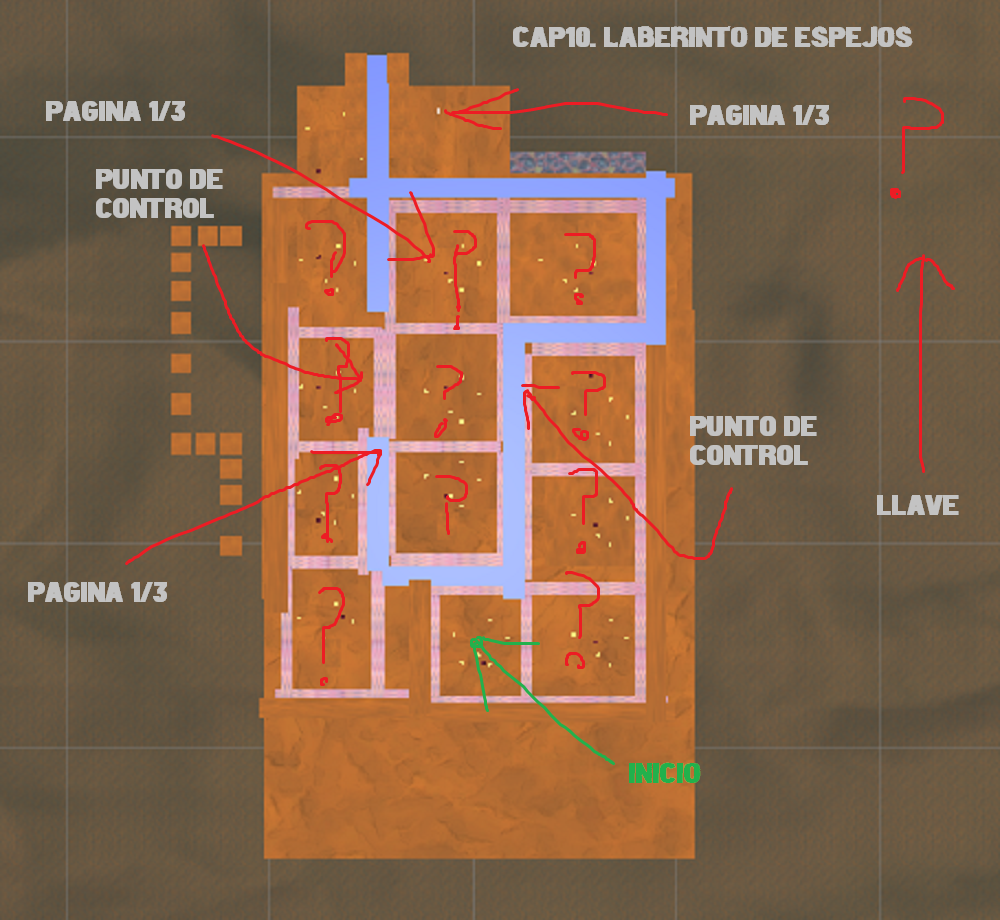 CAP10. LABERINTO DE ESPEJOS
PAGINA 1/3
PAGINA 1/3
?
PUNTO DE
CONTROL
?
?
?
?
?
?
?
?
?
PUNTO DE
CONTROL
?
LLAVE
PAGINA 1/3
?
?
INICIO